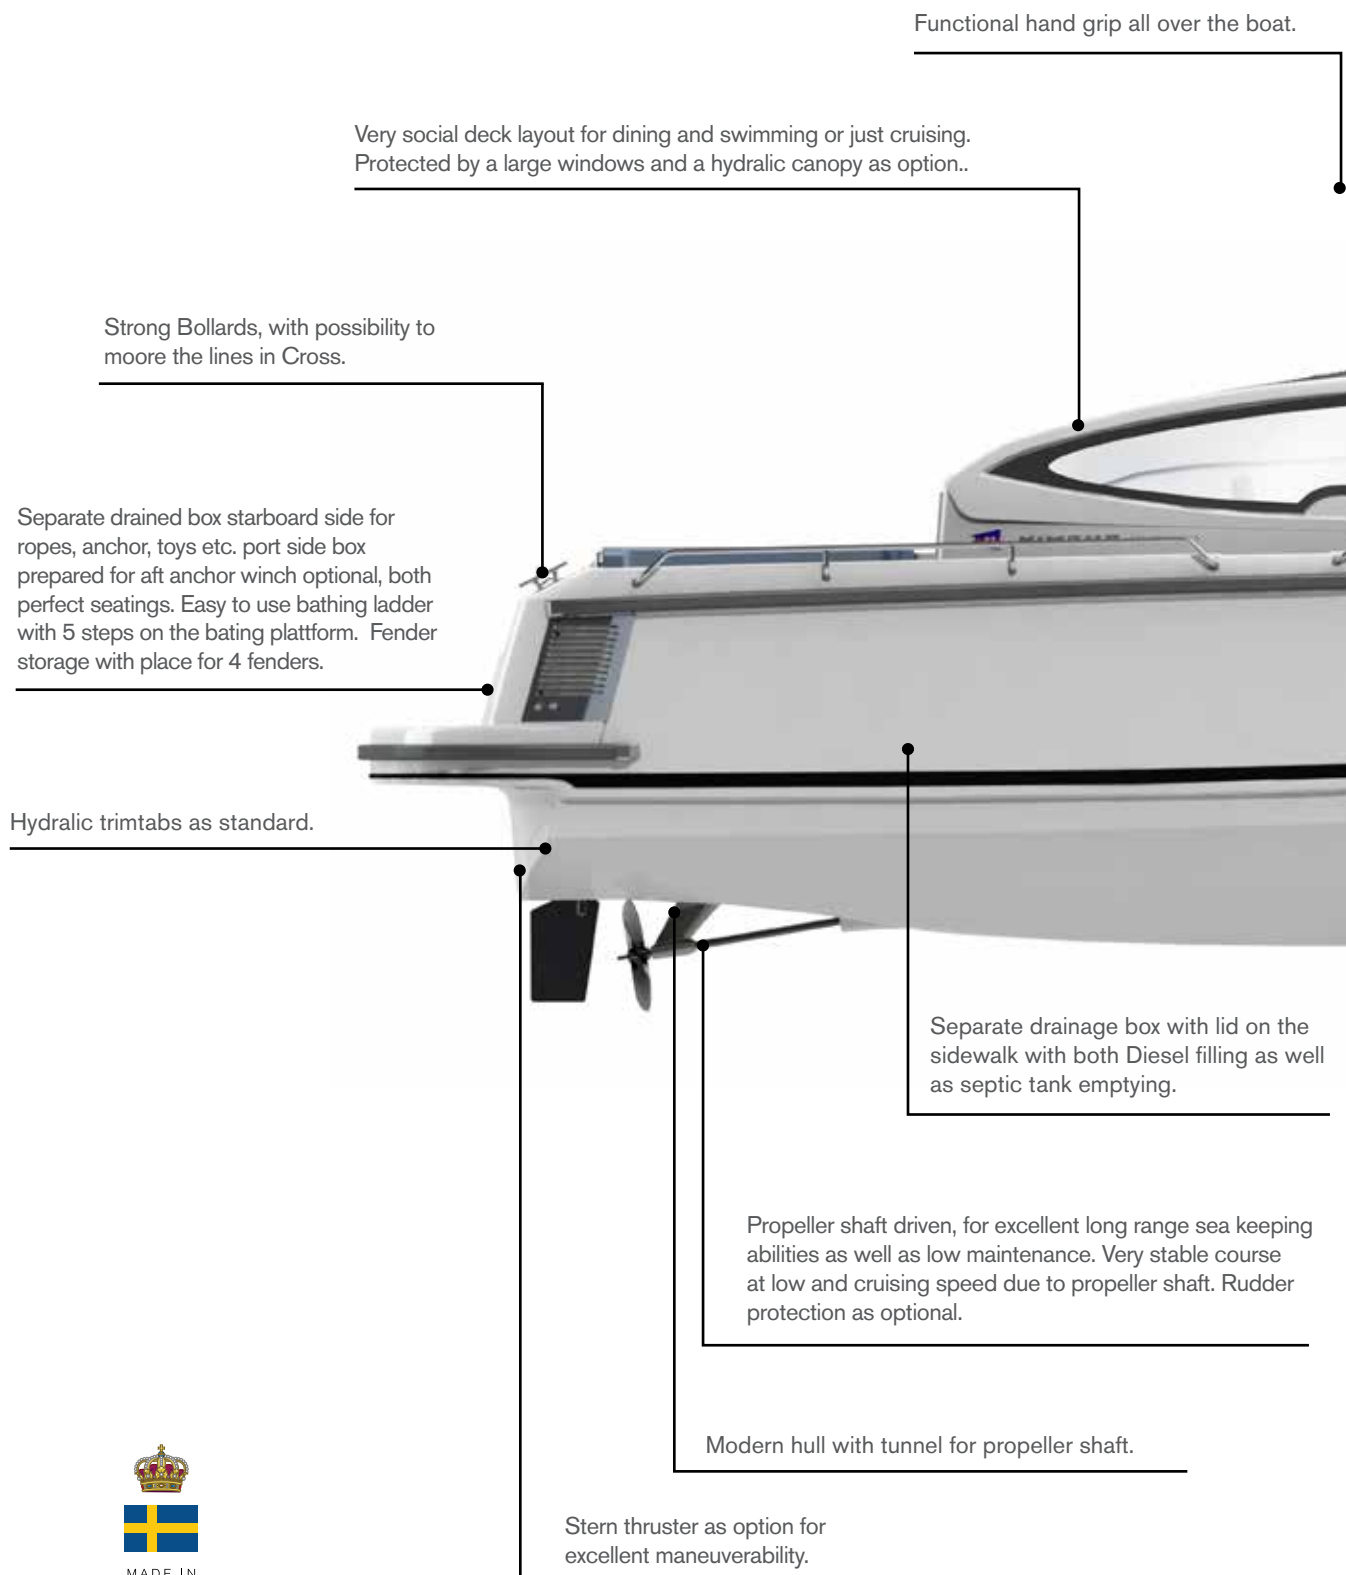 Functional hand grip all over the boat.
Very social deck layout for dining and swimming or just cruising.
Protected by a large windows and a hydralic canopy as option..
Strong Bollards, with possibility to
moore the lines in Cross.
Separate drained box starboard side for
ropes, anchor, toys etc. port side box
prepared for aft anchor winch optional, both
perfect seatings. Easy to use bathing ladder
with 5 steps on the bating plattform.  Fender
storage with place for 4 fenders.
Hydralic trimtabs as standard.
Separate drainage box with lid on the
sidewalk with both Diesel filling as well
as septic tank emptying.
Propeller shaft driven, for excellent long range sea keeping
abilities as well as low maintenance. Very stable course
at low and cruising speed due to propeller shaft. Rudder
protection as optional.
Modern hull with tunnel for propeller shaft.
Stern thruster as option for
excellent maneuverability.
MADE IN